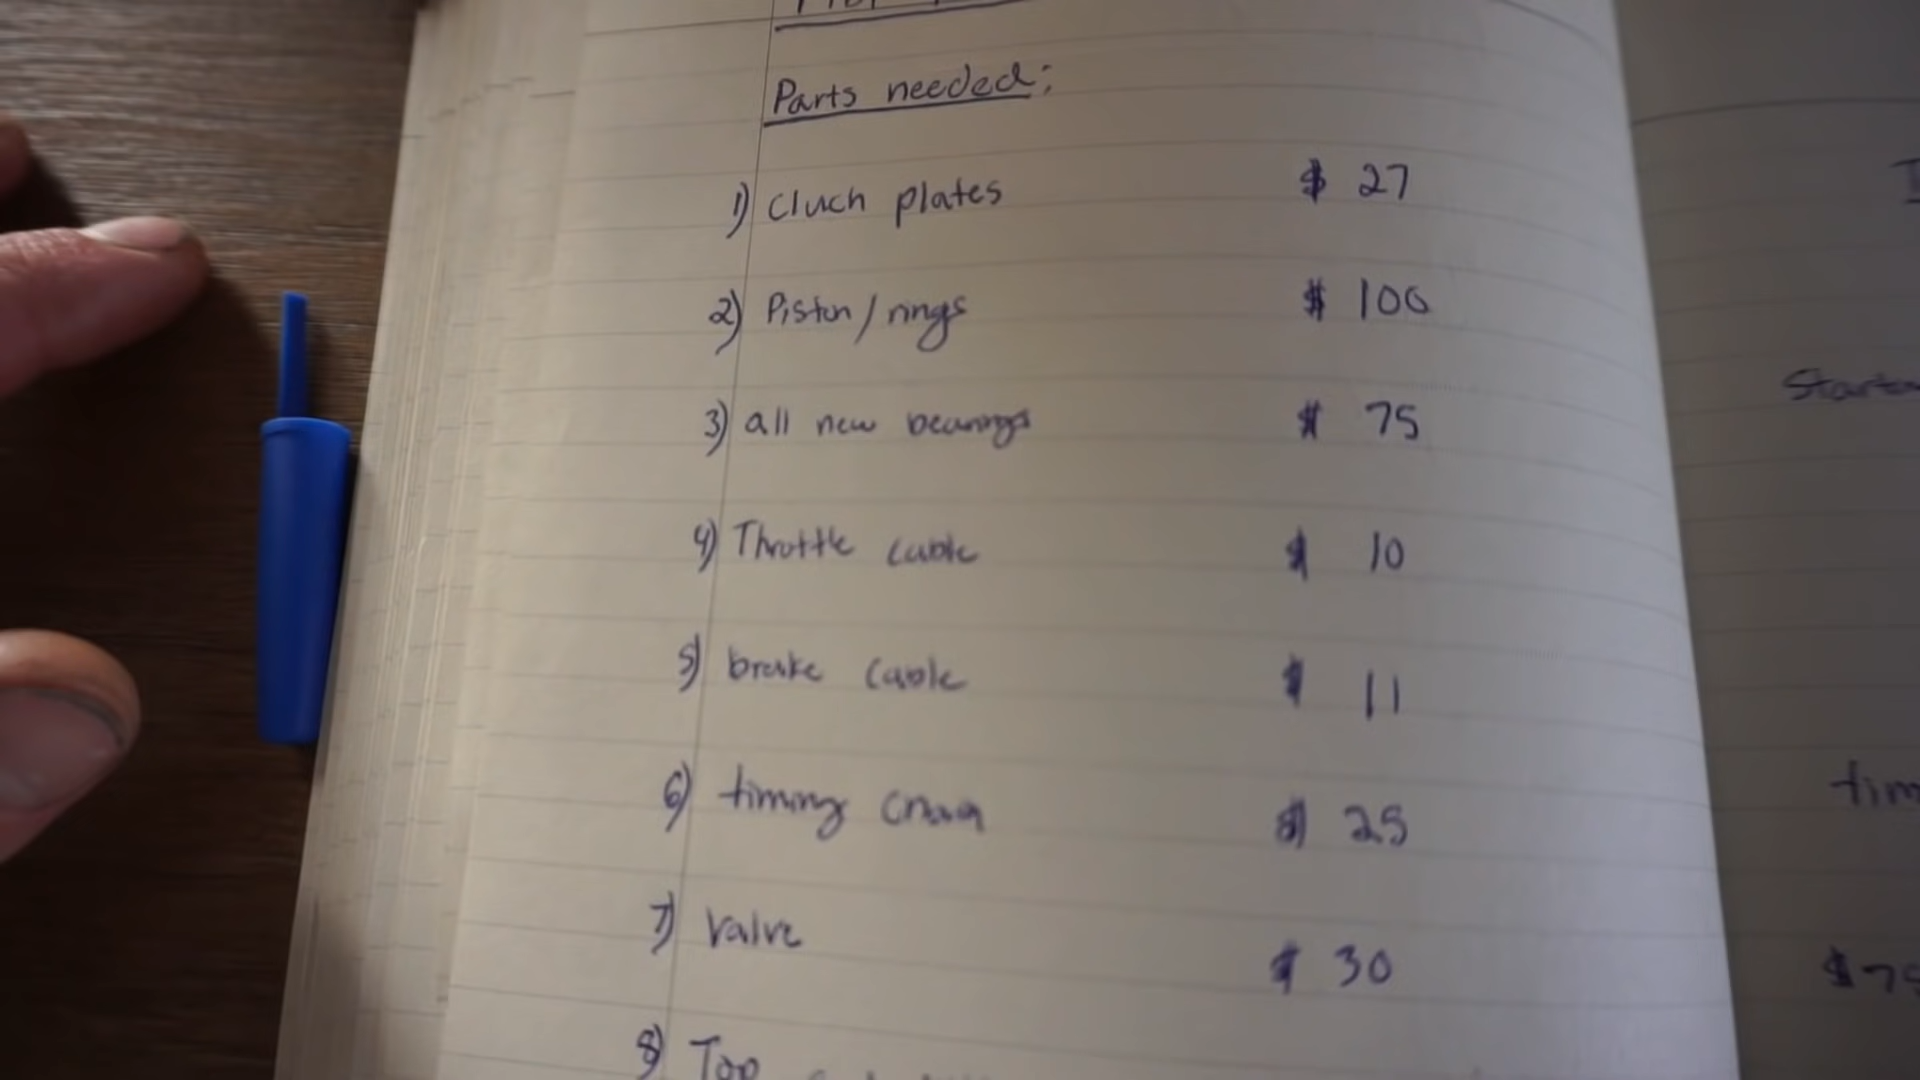 Parts needed:
1) Cluch plates $ 27
2) Piston/rings $ 100
3) all new bearings $ 75
4) Throttle cable $ 10
5) brake cable $ 11
6) timing chain $ 25
7) Valve $ 30
8) Top